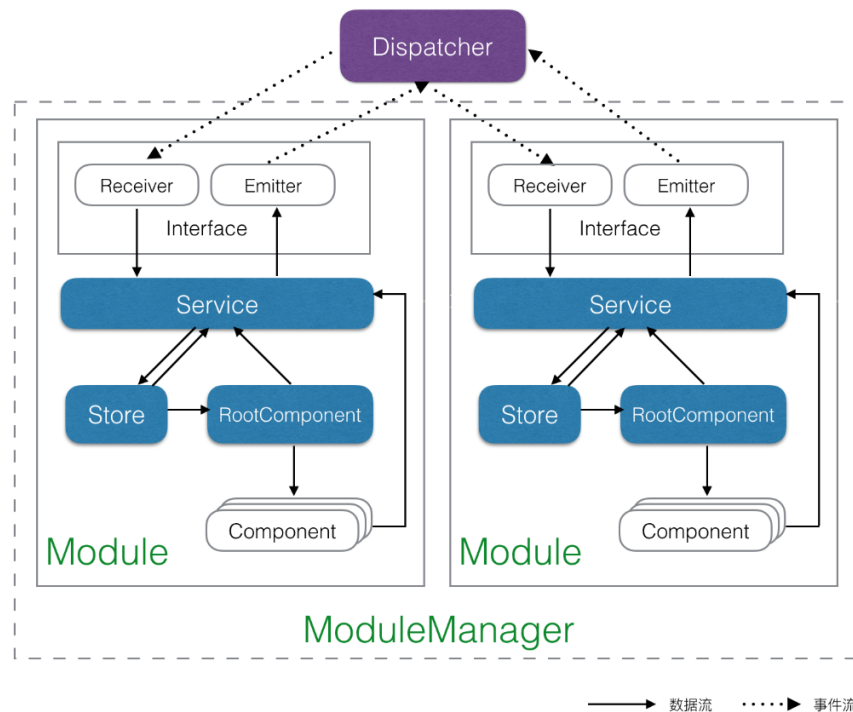 Dispatcher
Receiver
Emitter
Interface
Receiver
Emitter
Interface
Service
Service
Store
RootComponent
Store
RootComponent
Component
Component
Module
Module
ModuleManager
数据流
事件流